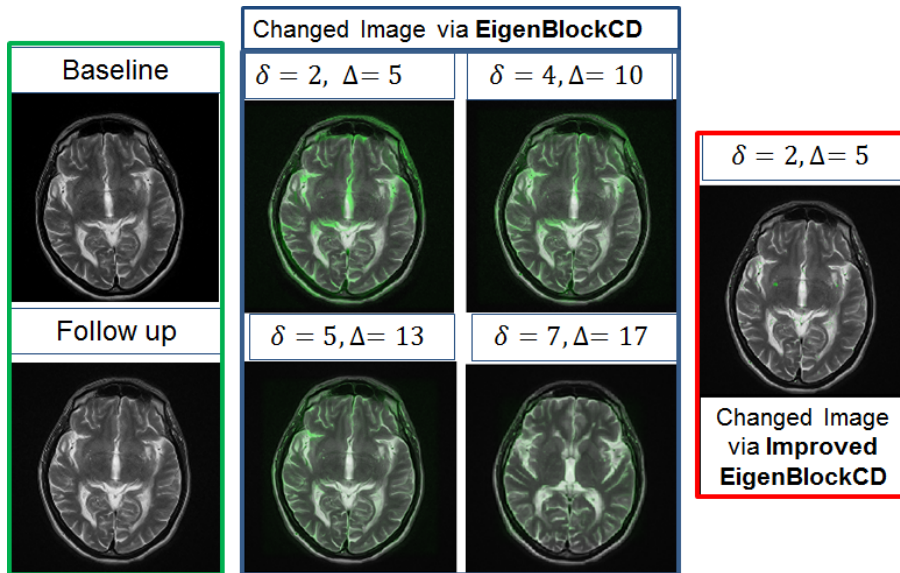 Changed Image via EigenBlockCD
Baseline
δ = 2, Δ= 5
δ = 4, Δ= 10
Follow up
δ = 5, Δ= 13
δ = 7, Δ= 17
δ = 2, Δ= 5
Changed Image
via Improved
EigenBlockCD